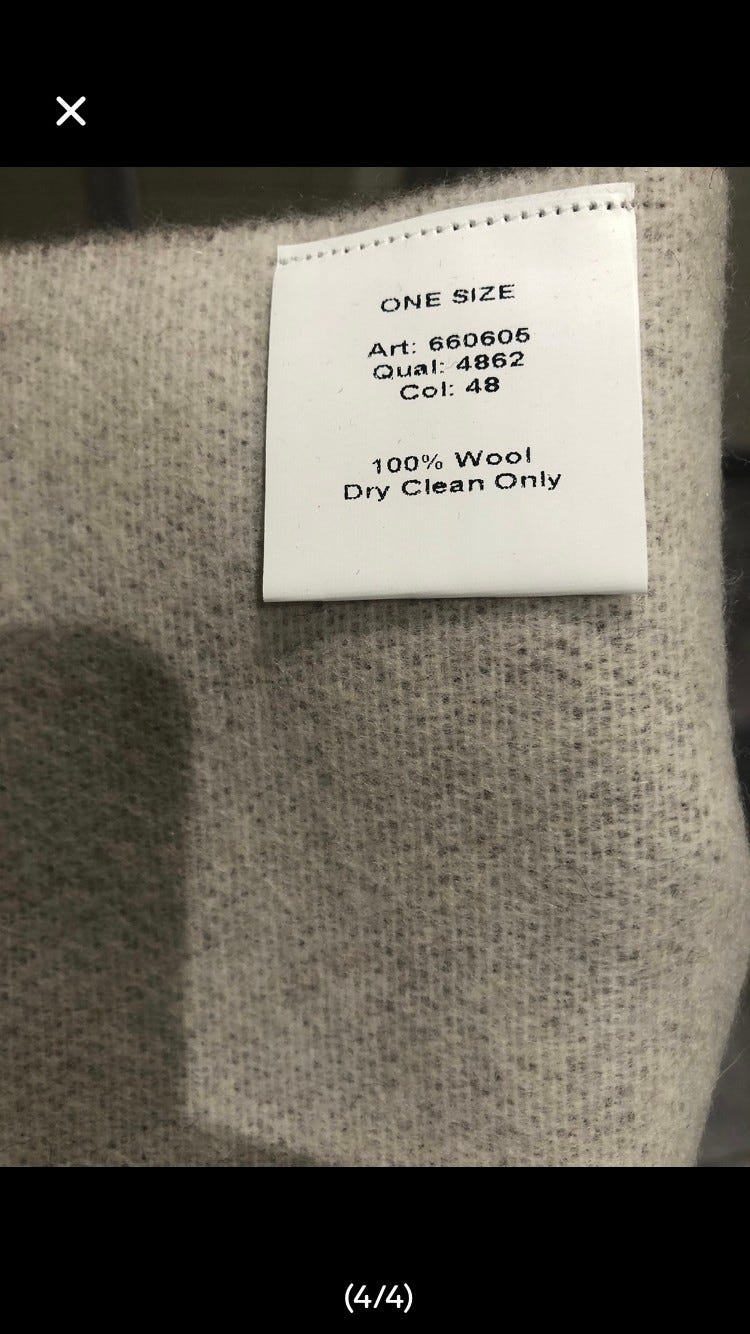 ONE SIZE
Art: 660605
Qual: 4862
Col: 48
100% Wool
Dry Clean Only
(4/4)